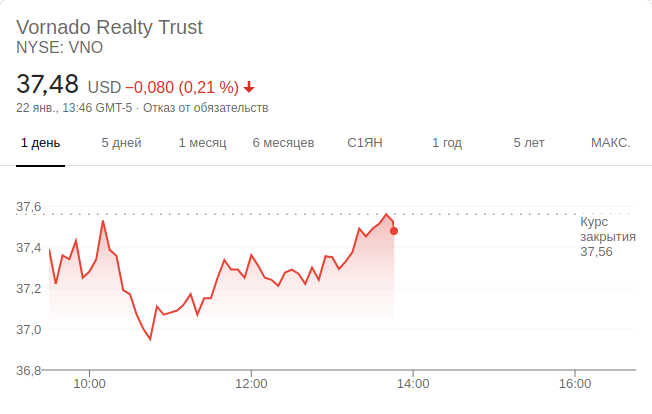 Vornado Realty Trust
NYSE: VNO
37,48 USD −0,080 (0,21 %)
22 янв., 13:46 GMT-5 · Отказ от обязательств
1 день 5 дней 1 месяц 6 месяцев С1ЯН 1 год 5 лет МАКС.
37,6
Курс
закрытия
37,56
37,4
37,2
37,0
36,8
10:00 12:00 14:00 16:00